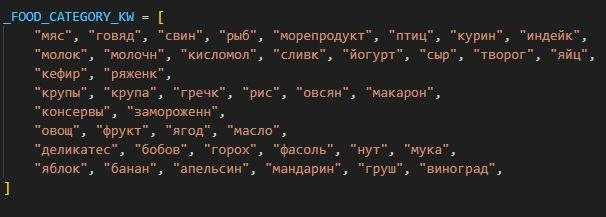 _FOOD_CATEGORY_KW = [
"мяс", "говяд", "свин", "рыб", "морепродукт", "птиц", "курин", "индейк",
"молок", "молочн", "кисломол", "сливк", "йогурт", "сыр", "творог", "яйц",
"кефир", "ряженк",
"крупы", "крупа", "гречк", "рис", "овсян", "макарон",
"консервы", "замороженн",
"овощ", "фрукт", "ягод", "масло",
"деликатес", "бобов", "горох", "фасоль", "нут", "мука",
"яблок", "банан", "апельсин", "мандарин", "груш", "виноград",
]